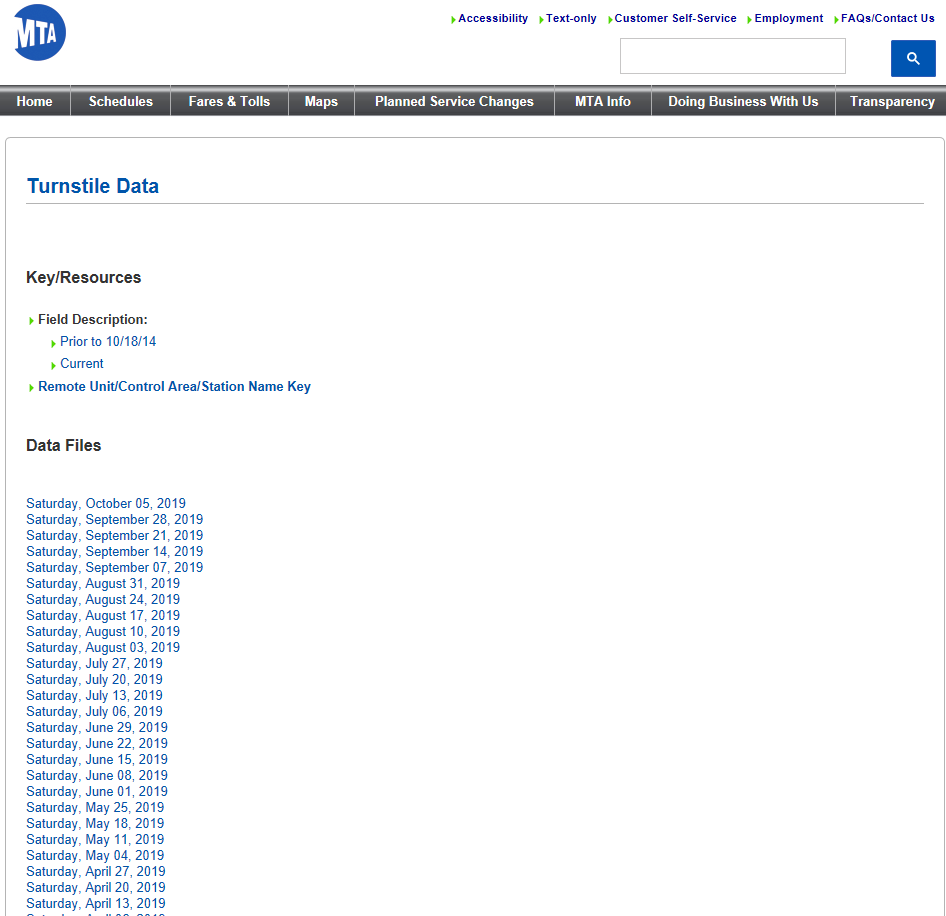 MTA
Accessibility Text-only Customer Self-Service Employment FAQs/Contact Us
Home Schedules Fares & Tolls Maps Planned Service Changes MTA Info Doing Business With Us Transparency
Turnstile Data
Key/Resources
Field Description:
Prior to 10/18/14
Current
Remote Unit/Control Area/Station Name Key
Data Files
Saturday, October 05, 2019
Saturday, September 28, 2019
Saturday, September 21, 2019
Saturday, September 14, 2019
Saturday, September 07, 2019
Saturday, August 31, 2019
Saturday, August 24, 2019
Saturday, August 17, 2019
Saturday, August 10, 2019
Saturday, August 03, 2019
Saturday, July 27, 2019
Saturday, July 20, 2019
Saturday, July 13, 2019
Saturday, July 06, 2019
Saturday, June 29, 2019
Saturday, June 22, 2019
Saturday, June 15, 2019
Saturday, June 08, 2019
Saturday, June 01, 2019
Saturday, May 25, 2019
Saturday, May 18, 2019
Saturday, May 11, 2019
Saturday, May 04, 2019
Saturday, April 27, 2019
Saturday, April 20, 2019
Saturday, April 13, 2019